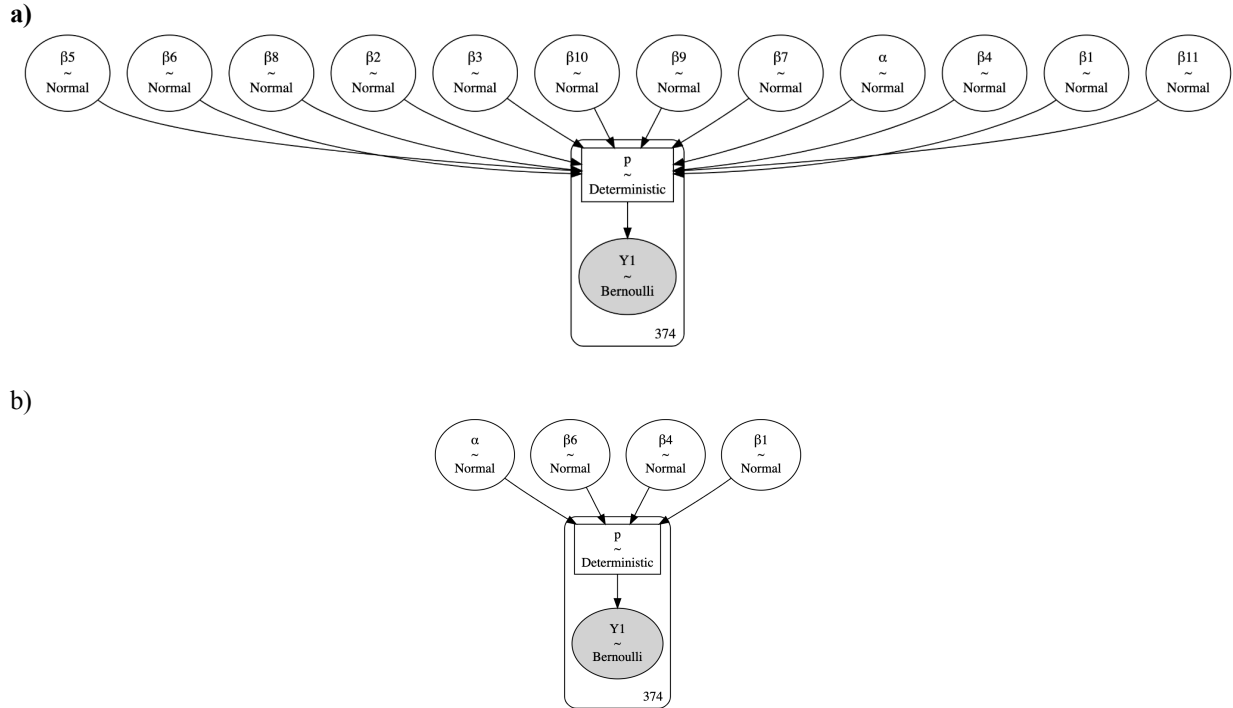 a)
β5
~
Normal
β6
~
Normal
β8
~
Normal
β2
~
Normal
β3
~
Normal
β10
~
Normal
β9
~
Normal
β7
~
Normal
α
~
Normal
β4
~
Normal
β1
~
Normal
β11
~
Normal
p
~
Deterministic
Y1
~
Bernoulli
374
b)
α
~
Normal
β6
~
Normal
β4
~
Normal
β1
~
Normal
p
~
Deterministic
Y1
~
Bernoulli
374